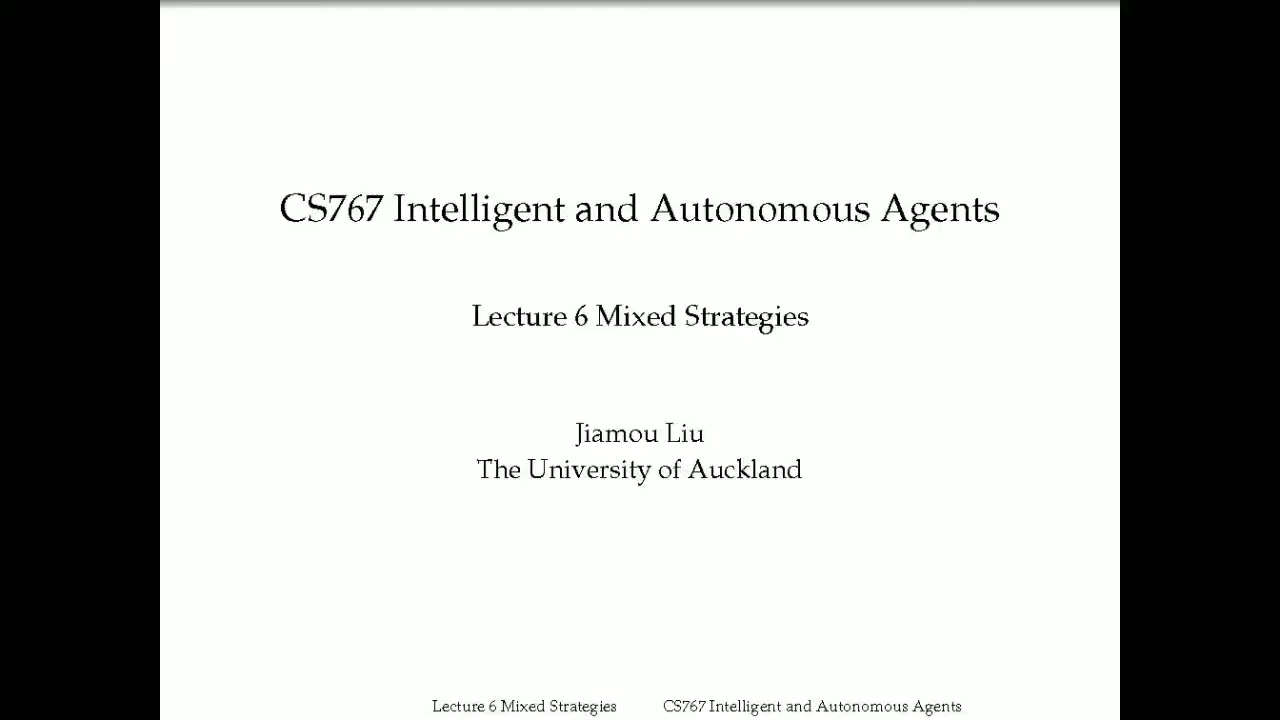 CS767 Intelligent and Autonomous Agents
Lecture 6 Mixed Strategies
Jiamou Liu
The University of Auckland
Lecture 6 Mixed Strategies CS767 Intelligent and Autonomous Agents